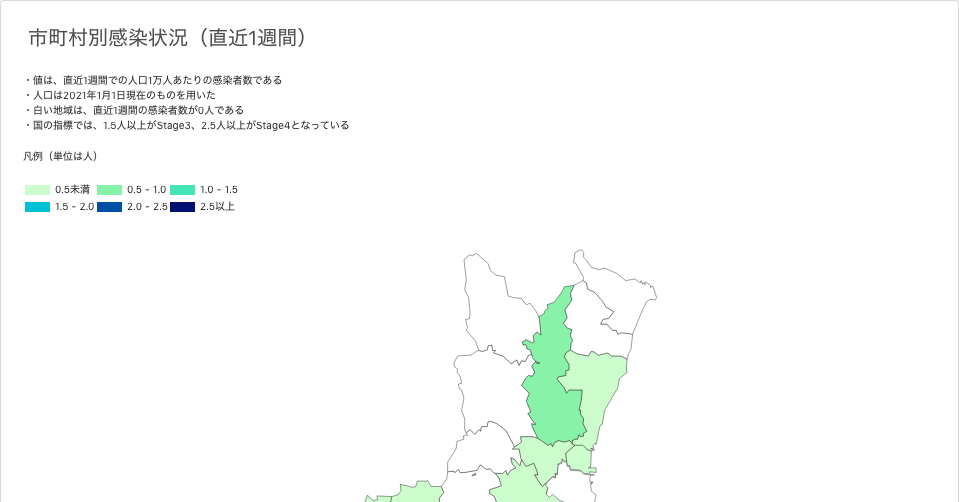 市町村別感染状況（直近1週間）
・値は、直近1週間での人口1万人あたりの感染者数である
・人口は2021年1月1日現在のものを用いた
・白い地域は、直近1週間の感染者数が0人である
・国の指標では、1.5人以上がStage3、2.5人以上がStage4となっている
凡例（単位は人）
0.5未満 0.5 - 1.0 1.0 - 1.5
1.5 - 2.0 2.0 - 2.5 2.5以上